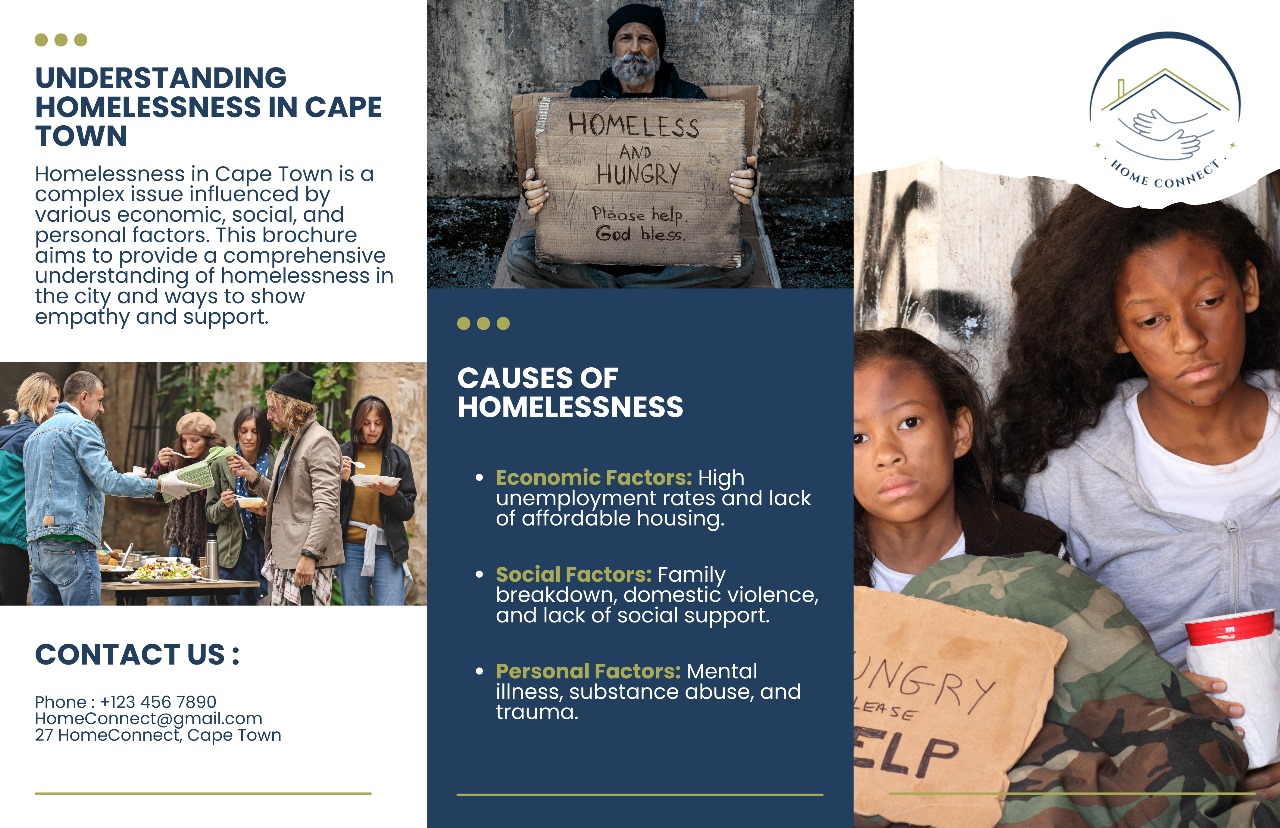 UNDERSTANDING
HOMELESSNESS IN CAPE
TOWN
Homelessness in Cape Town is a
complex issue influenced by
various economic, social, and
personal factors. This brochure
aims to provide a comprehensive
understanding of homelessness in
the city and ways to show
empathy and support.
CONTACT US :
Phone : +123 456 7890
HomeConnect@gmail.com
27 HomeConnect, Cape Town
HOMELESS
AND
HUNGRY
Please help.
God bless.
CAUSES OF
HOMELESSNESS
• Economic Factors: High
unemployment rates and lack
of affordable housing.
• Social Factors: Family
breakdown, domestic violence,
and lack of social support.
• Personal Factors: Mental
illness, substance abuse, and
trauma.
HOME CONNECT
UNGRY
LEASE
ELP